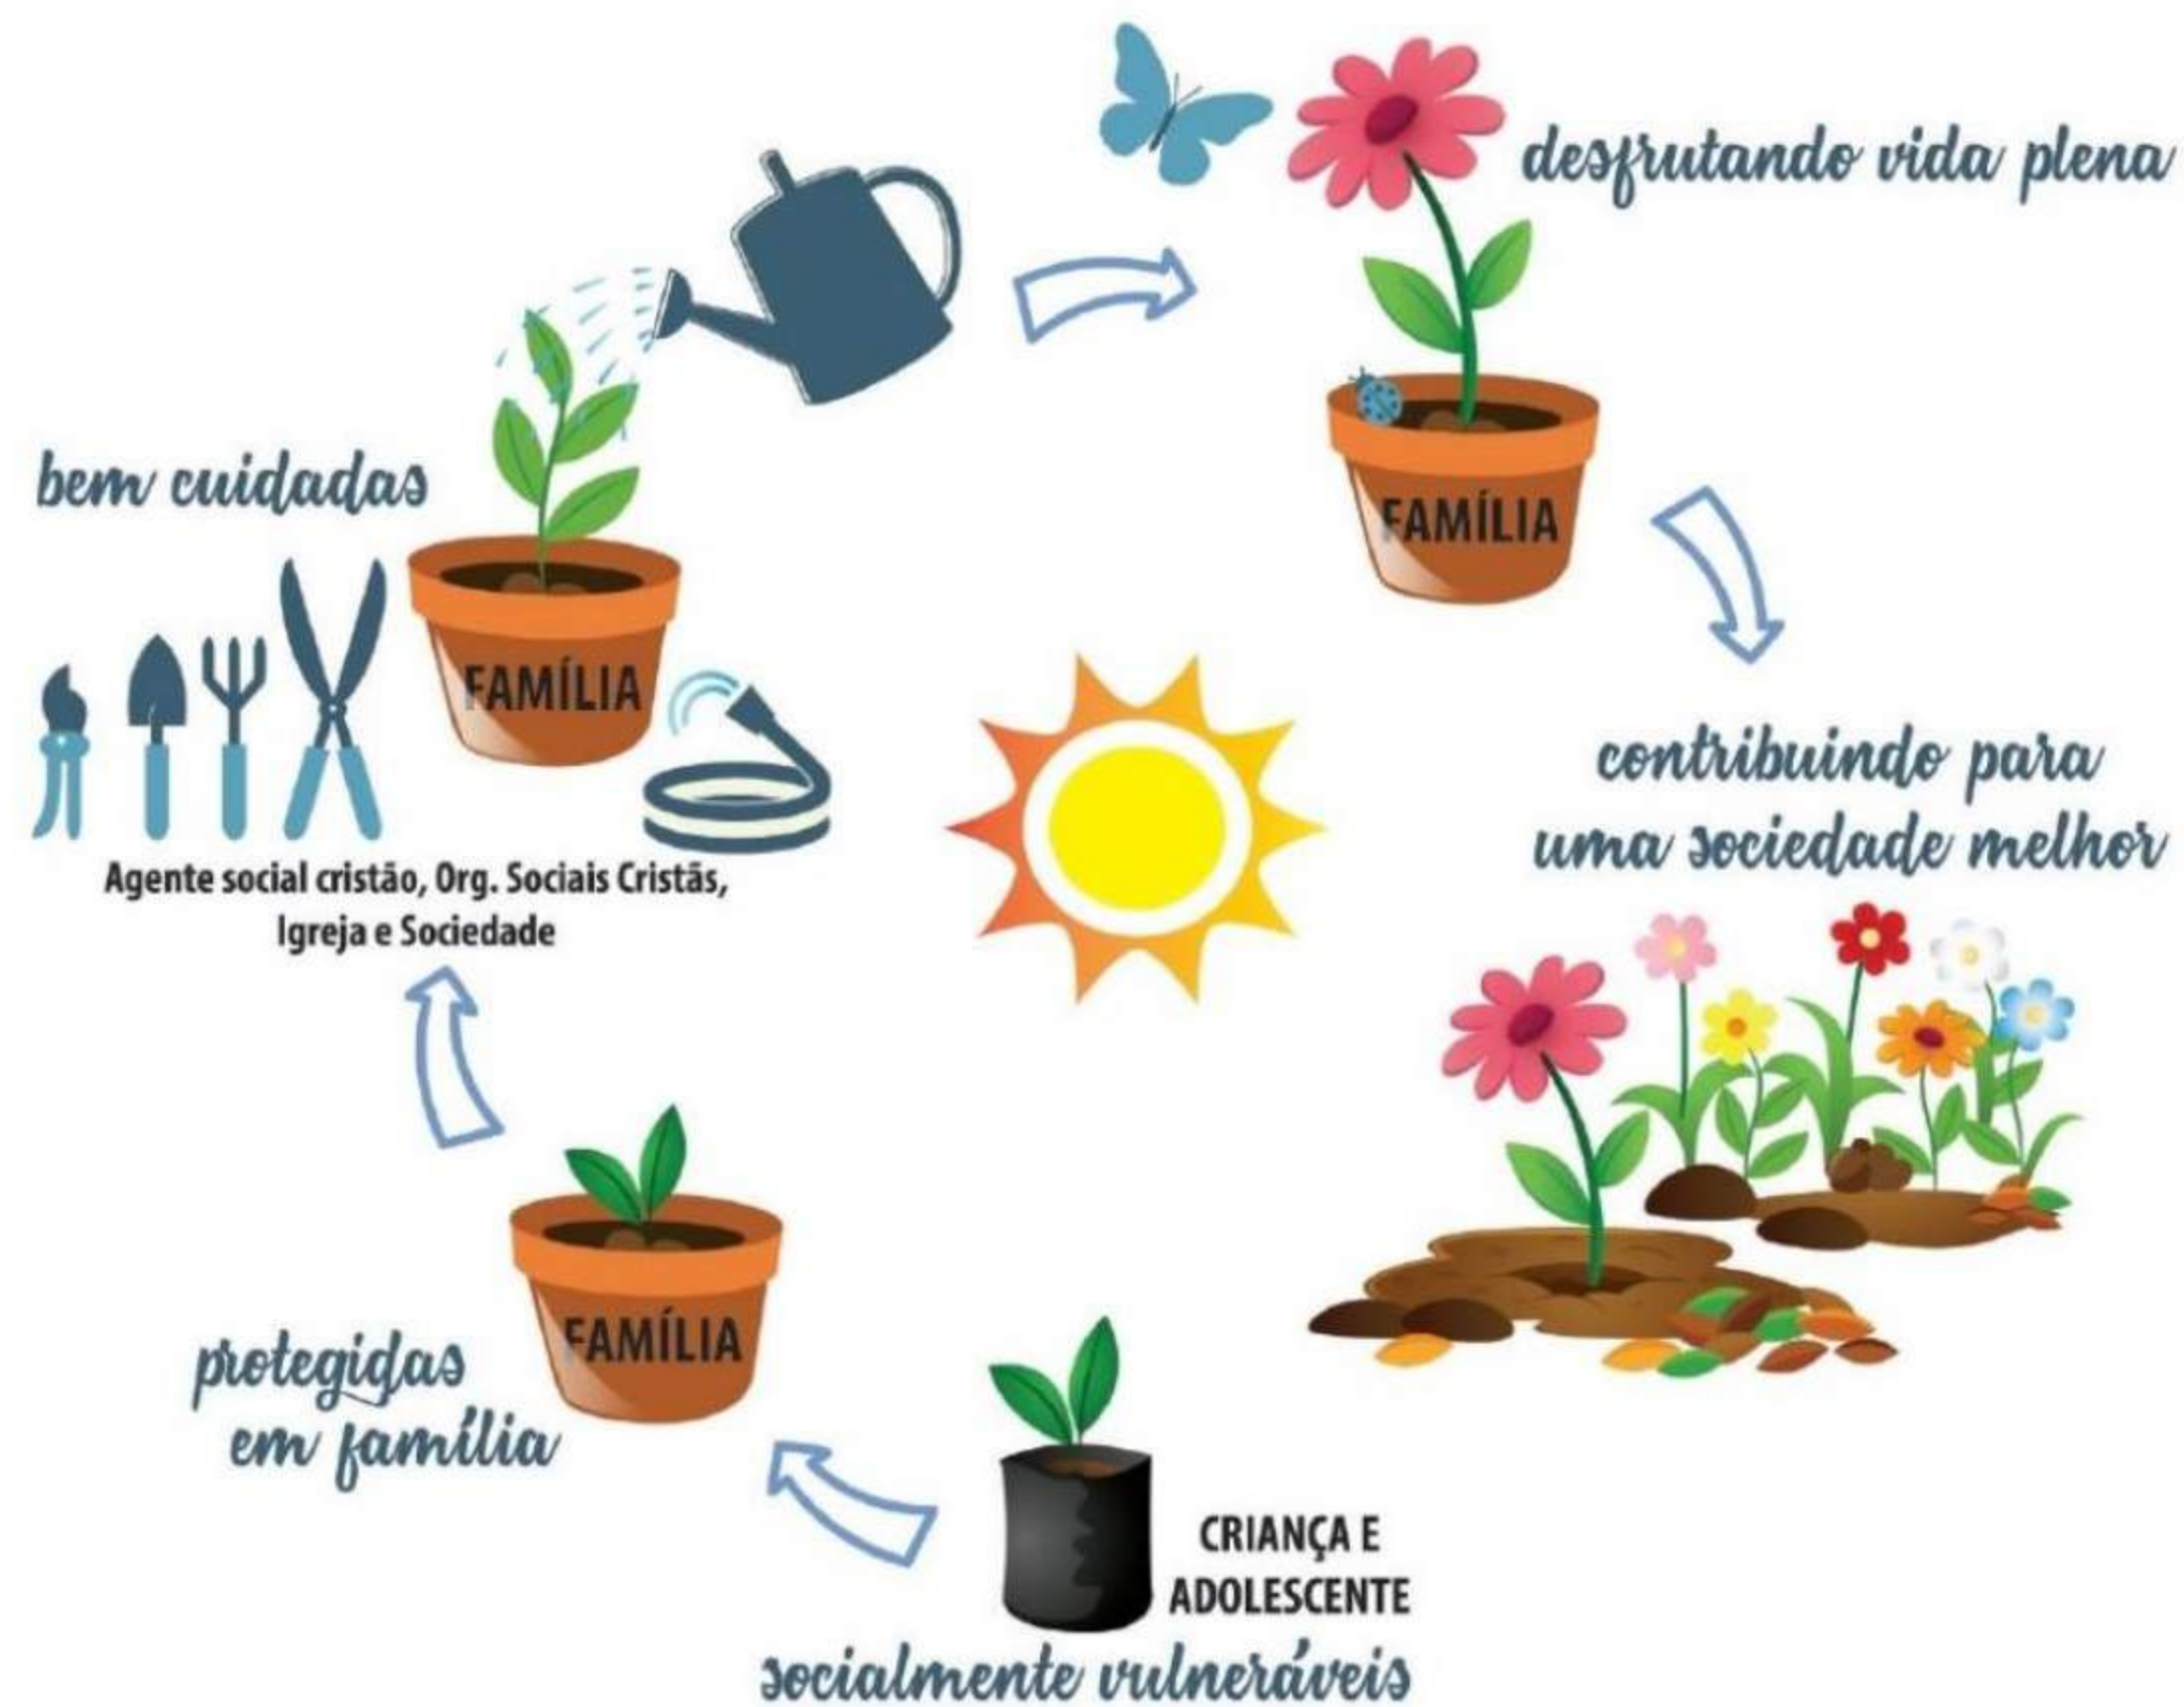 desfrutando vida plena
bem cuidadas
FAMÍLIA
FAMÍLIA
contribuindo para
uma sociedade melhor
Agente social cristão, Org. Sociais Cristãs,
Igreja e Sociedade
FAMÍLIA
protegidas
em família
CRIANÇA E
ADOLESCENTE
socialmente vulneráveis